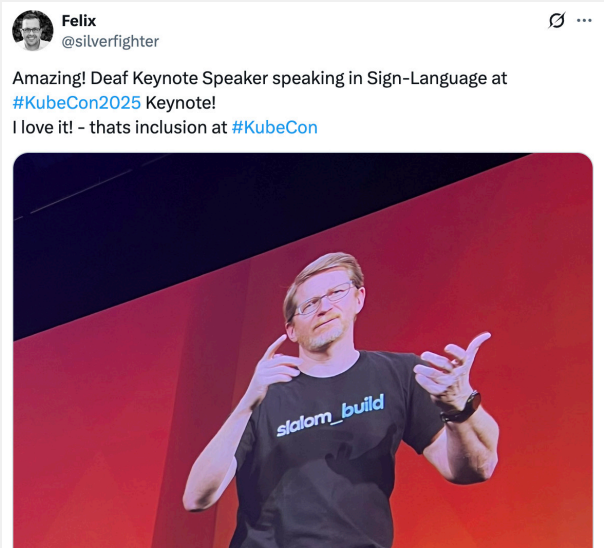 Felix
@silverfighter
Amazing! Deaf Keynote Speaker speaking in Sign-Language at
#KubeCon2025 Keynote!
I love it! - thats inclusion at #KubeCon
slalom_build